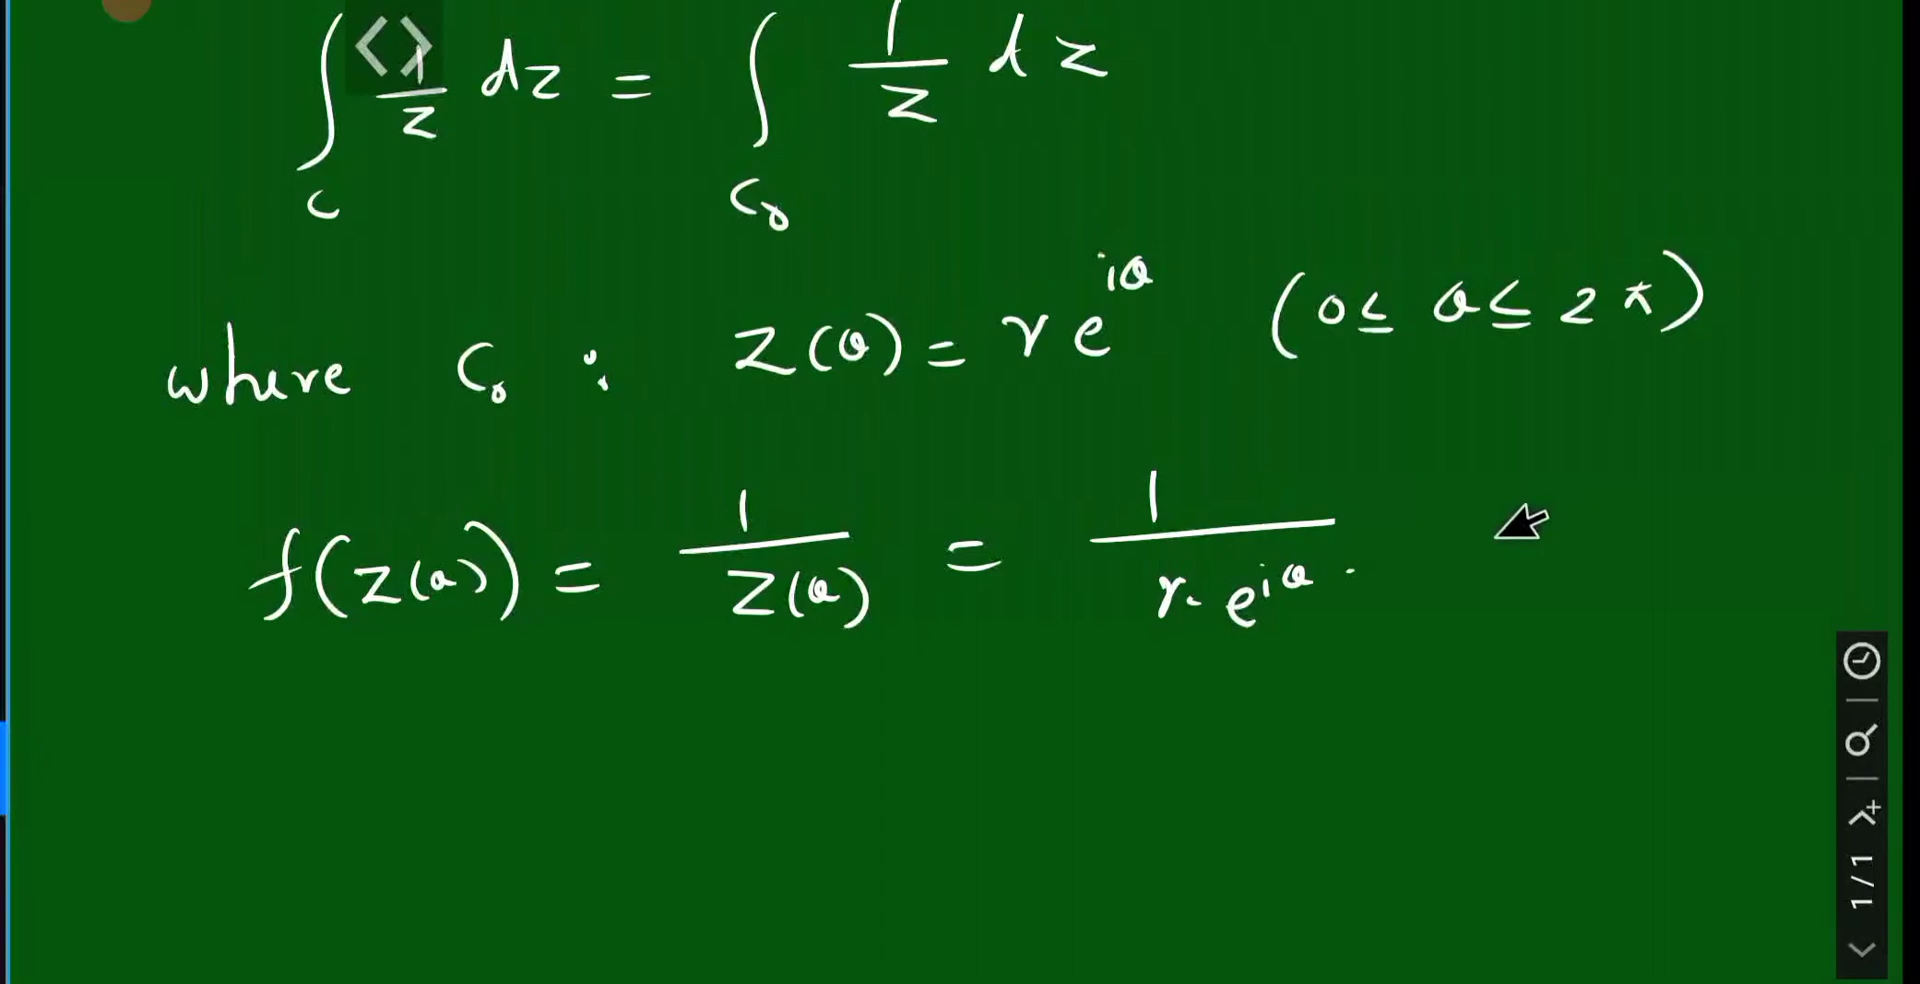 ∫_C 1/z dz = ∫_{C_0} 1/z dz
where C_0 : z(θ) = r e^{iθ} (0 ≤ θ ≤ 2π)
f(z(θ)) = 1/z(θ) = 1/(r. e^{iθ}) .
1/1